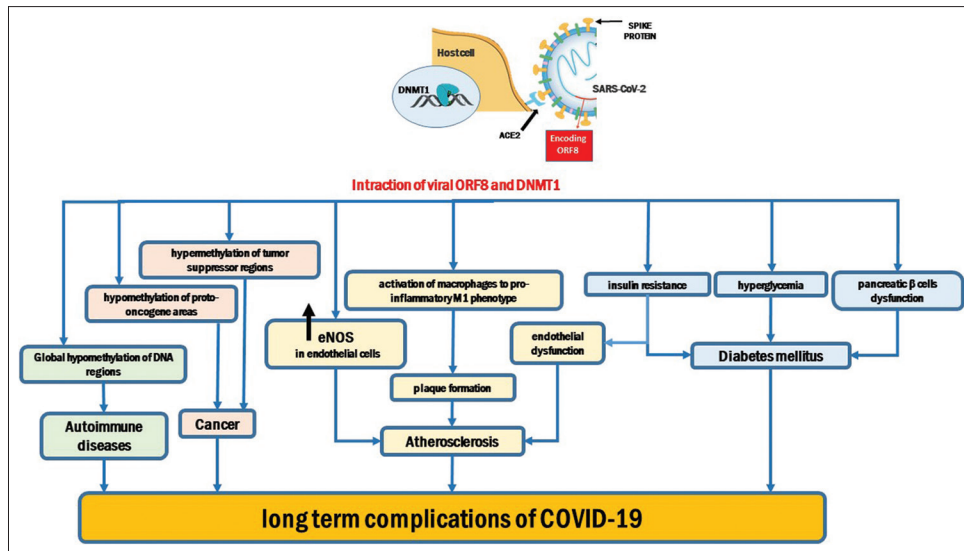 SPIKE
PROTEIN
Hostcell
DNMT1
SARS-CoV-2
ACE2
Encoding
ORF8
Intraction of viral ORF8 and DNMT1
hypermethylation of tumor
suppressor regions
hypomethylation of proto-
oncogene areas
activation of macrophages to pro-
inflammatory M1 phenotype
insulin resistance
hyperglycemia
pancreatic β cells
dysfunction
eNOS
in endothelial cells
endothelial
dysfunction
Global hypomethylation of DNA
regions
Diabetes mellitus
plaque formation
Autoimmune
diseases
Cancer
Atherosclerosis
long term complications of COVID-19